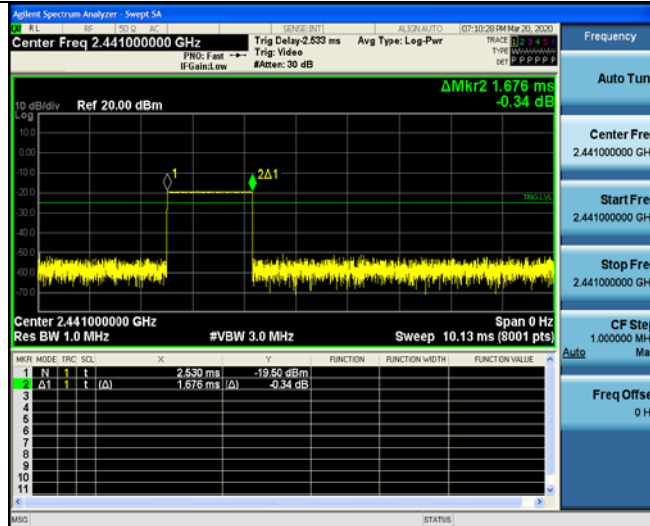 Agilent Spectrum Analyzer - Swept SA
RL RF 50 Ω AC SENSE:INT ALIGN AUTO 07:10:28 PM Mar 20, 2020
Center Freq 2.441000000 GHz
PNO: Fast
IFGain:Low
Trig Delay-2.533 ms
Trig: Video
#Atten: 30 dB
Avg Type: Log-Pwr
TRACE 1 2 3 4 5 6
TYPE
DET P P P P P P
Frequency
Auto Tun
Center Fre
2.441000000 GH
Start Fre
2.441000000 GH
Stop Fre
2.441000000 GH
CF Ste
1.000000 MH
Auto Ma
Freq Offse
0 H
ΔMkr2 1.676 ms
-0.34 dB
10 dB/div Ref 20.00 dBm
Log
10.0
0.00
-10.0
-20.0
-30.0
-40.0
-50.0
-60.0
-70.0
1
2Δ1
TRIG LVL
Center 2.441000000 GHz Span 0 Hz
Res BW 1.0 MHz #VBW 3.0 MHz Sweep 10.13 ms (8001 pts)
MKR MODE TRC SCL X Y FUNCTION FUNCTION WIDTH FUNCTION VALUE
1 N 1 t 2.530 ms -19.50 dBm
2 Δ1 1 t (Δ) 1.676 ms (Δ) -0.34 dB
3
4
5
6
7
8
9
10
11
MSG STATUS